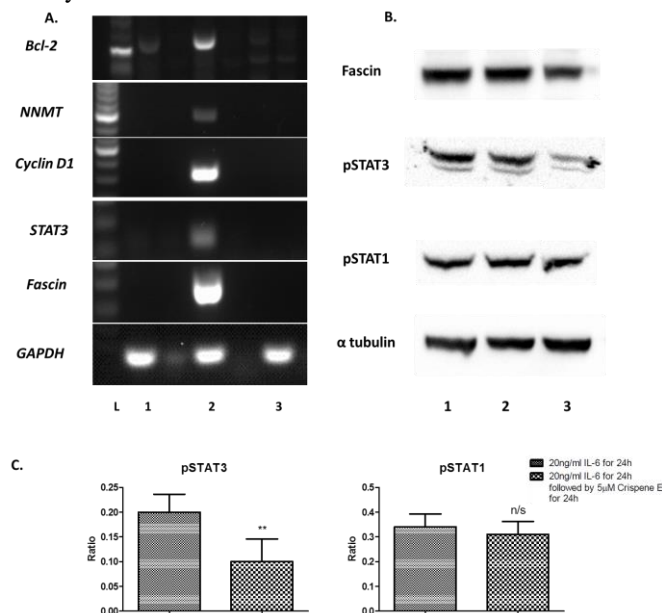 A.
Bcl-2
NNMT
Cyclin D1
STAT3
Fascin
GAPDH
L 1 2 3
B.
Fascin
pSTAT3
pSTAT1
α tubulin
1 2 3
C.
pSTAT3
0.25
0.20
0.15
0.10
0.05
0.00
Ratio
**
pSTAT1
0.5
0.4
0.3
0.2
0.1
0.0
Ratio
n/s
20ng/ml IL-6 for 24h
20ng/ml IL-6 for 24h
followed by 5µM Crispene E
for 24h